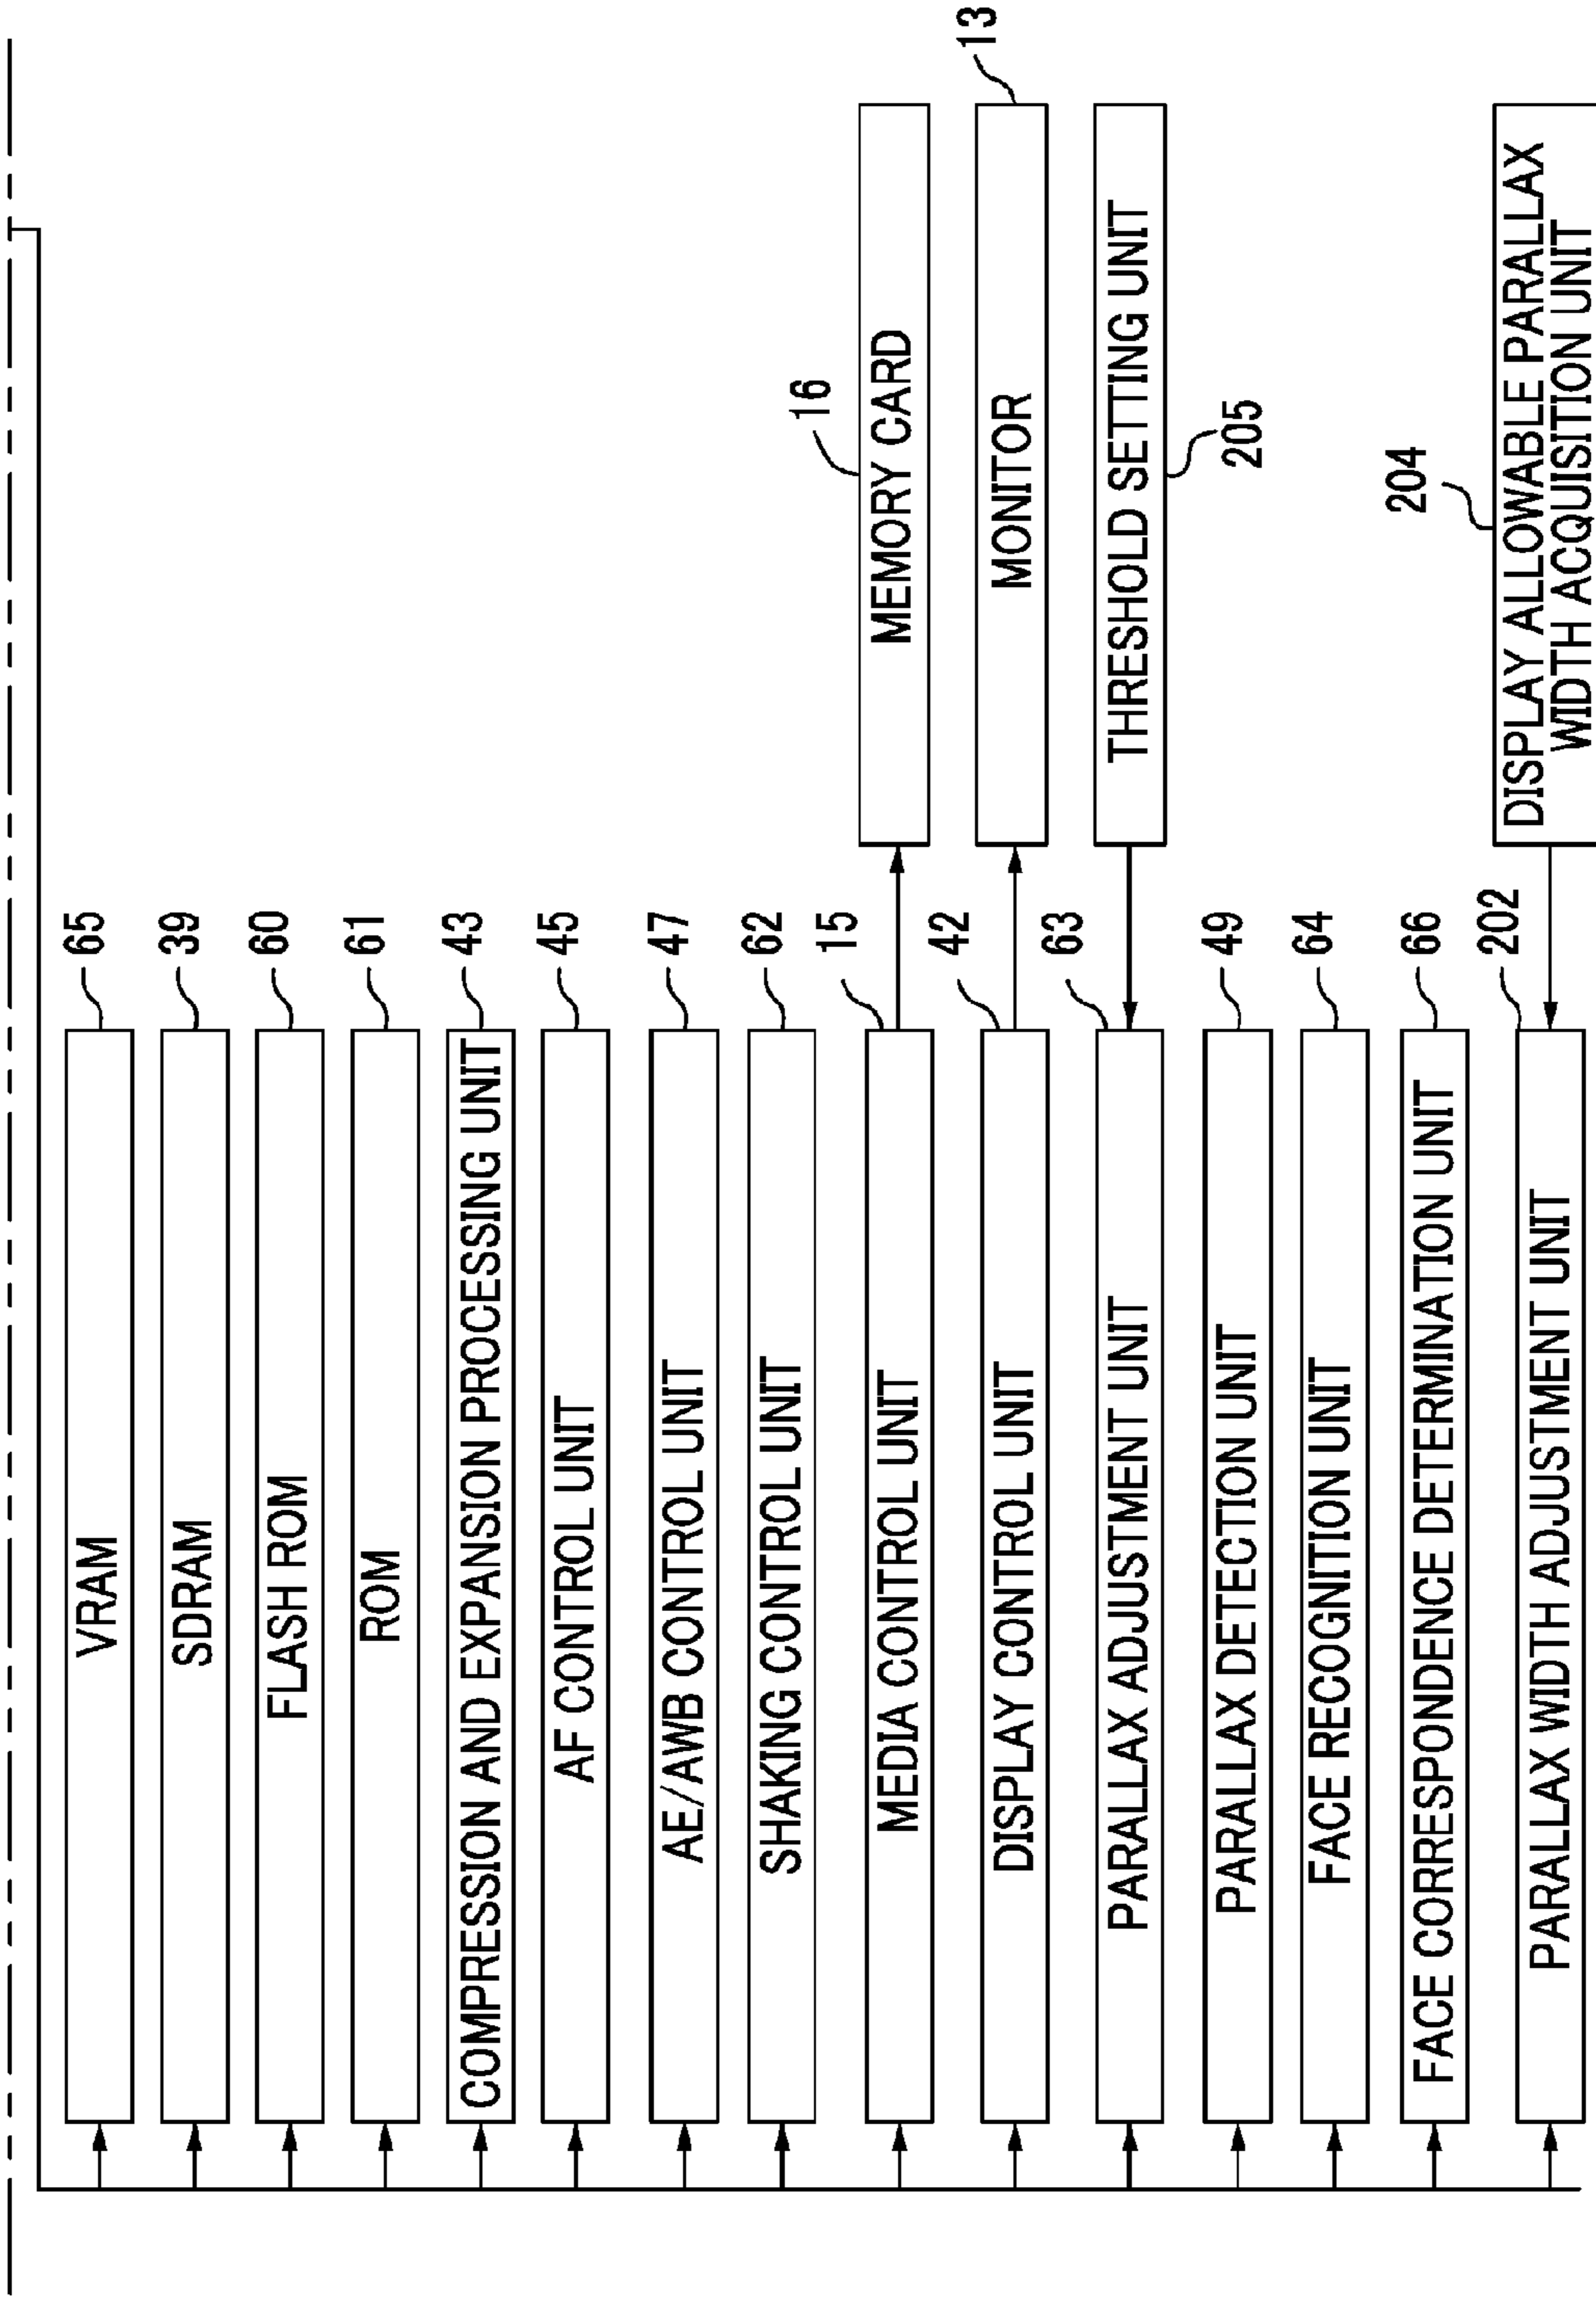 VRAM
65
SDRAM
39
FLASH ROM
60
ROM
61
COMPRESSION AND EXPANSION PROCESSING UNIT
43
AF CONTROL UNIT
45
AE/AWB CONTROL UNIT
47
SHAKING CONTROL UNIT
62
MEDIA CONTROL UNIT
15
MEMORY CARD
16
DISPLAY CONTROL UNIT
42
MONITOR
13
PARALLAX ADJUSTMENT UNIT
63
THRESHOLD SETTING UNIT
205
PARALLAX DETECTION UNIT
49
FACE RECOGNITION UNIT
64
FACE CORRESPONDENCE DETERMINATION UNIT
66
PARALLAX WIDTH ADJUSTMENT UNIT
202
204
DISPLAY ALLOWABLE PARALLAX
WIDTH ACQUISITION UNIT